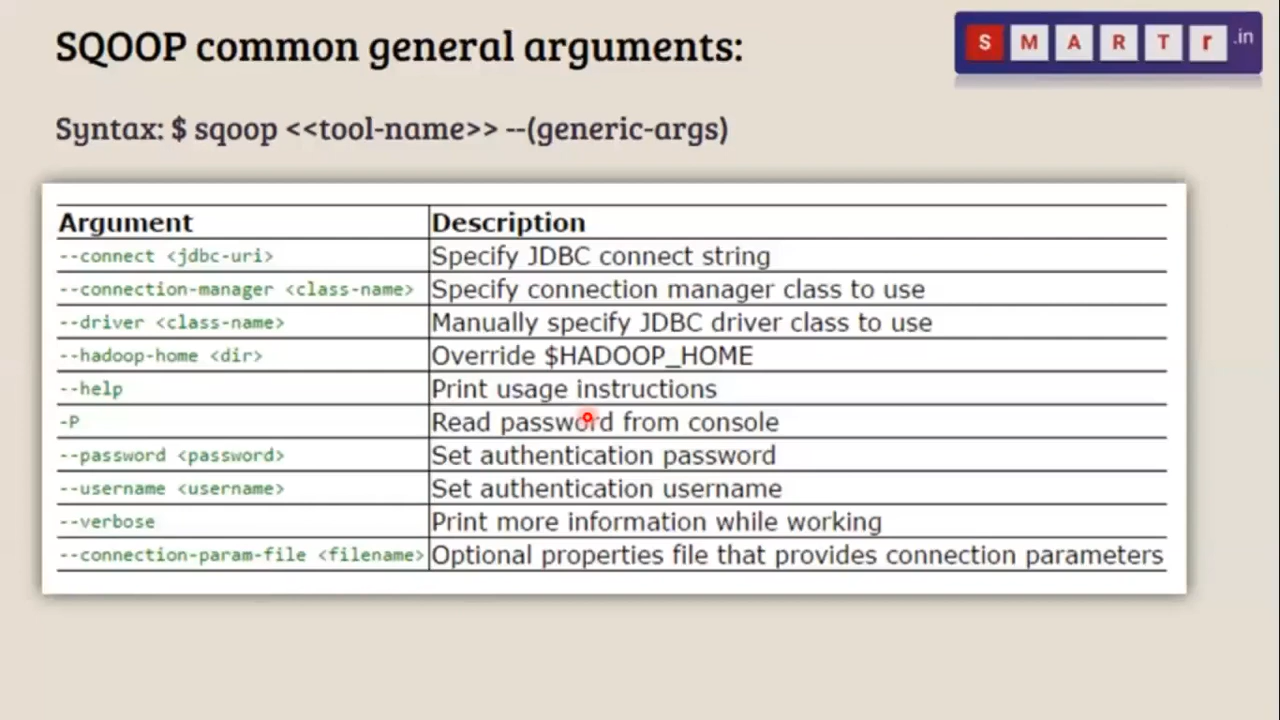 SQOOP common general arguments:
SMARTr.in
Syntax: $ sqoop <<tool-name>> --(generic-args)
Argument Description
--connect <jdbc-uri> Specify JDBC connect string
--connection-manager <class-name> Specify connection manager class to use
--driver <class-name> Manually specify JDBC driver class to use
--hadoop-home <dir> Override $HADOOP_HOME
--help Print usage instructions
-P Read password from console
--password <password> Set authentication password
--username <username> Set authentication username
--verbose Print more information while working
--connection-param-file <filename> Optional properties file that provides connection parameters